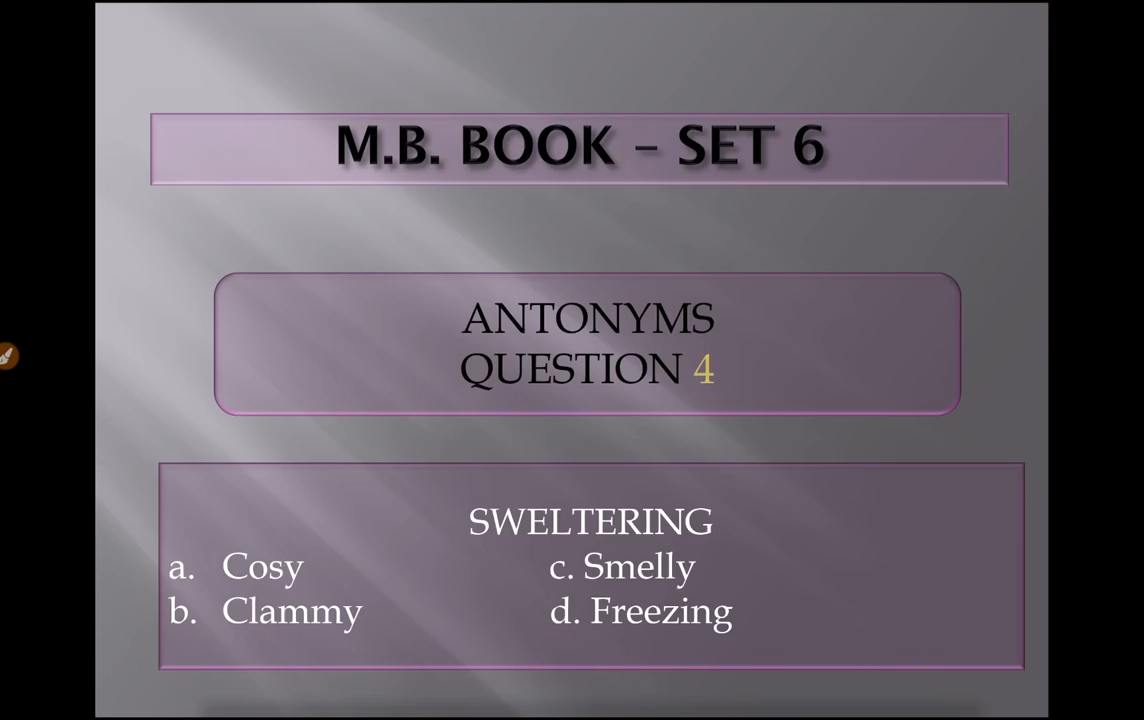 M.B. BOOK – SET 6
ANTONYMS
QUESTION 4
SWELTERING
a. Cosy c. Smelly
b. Clammy d. Freezing